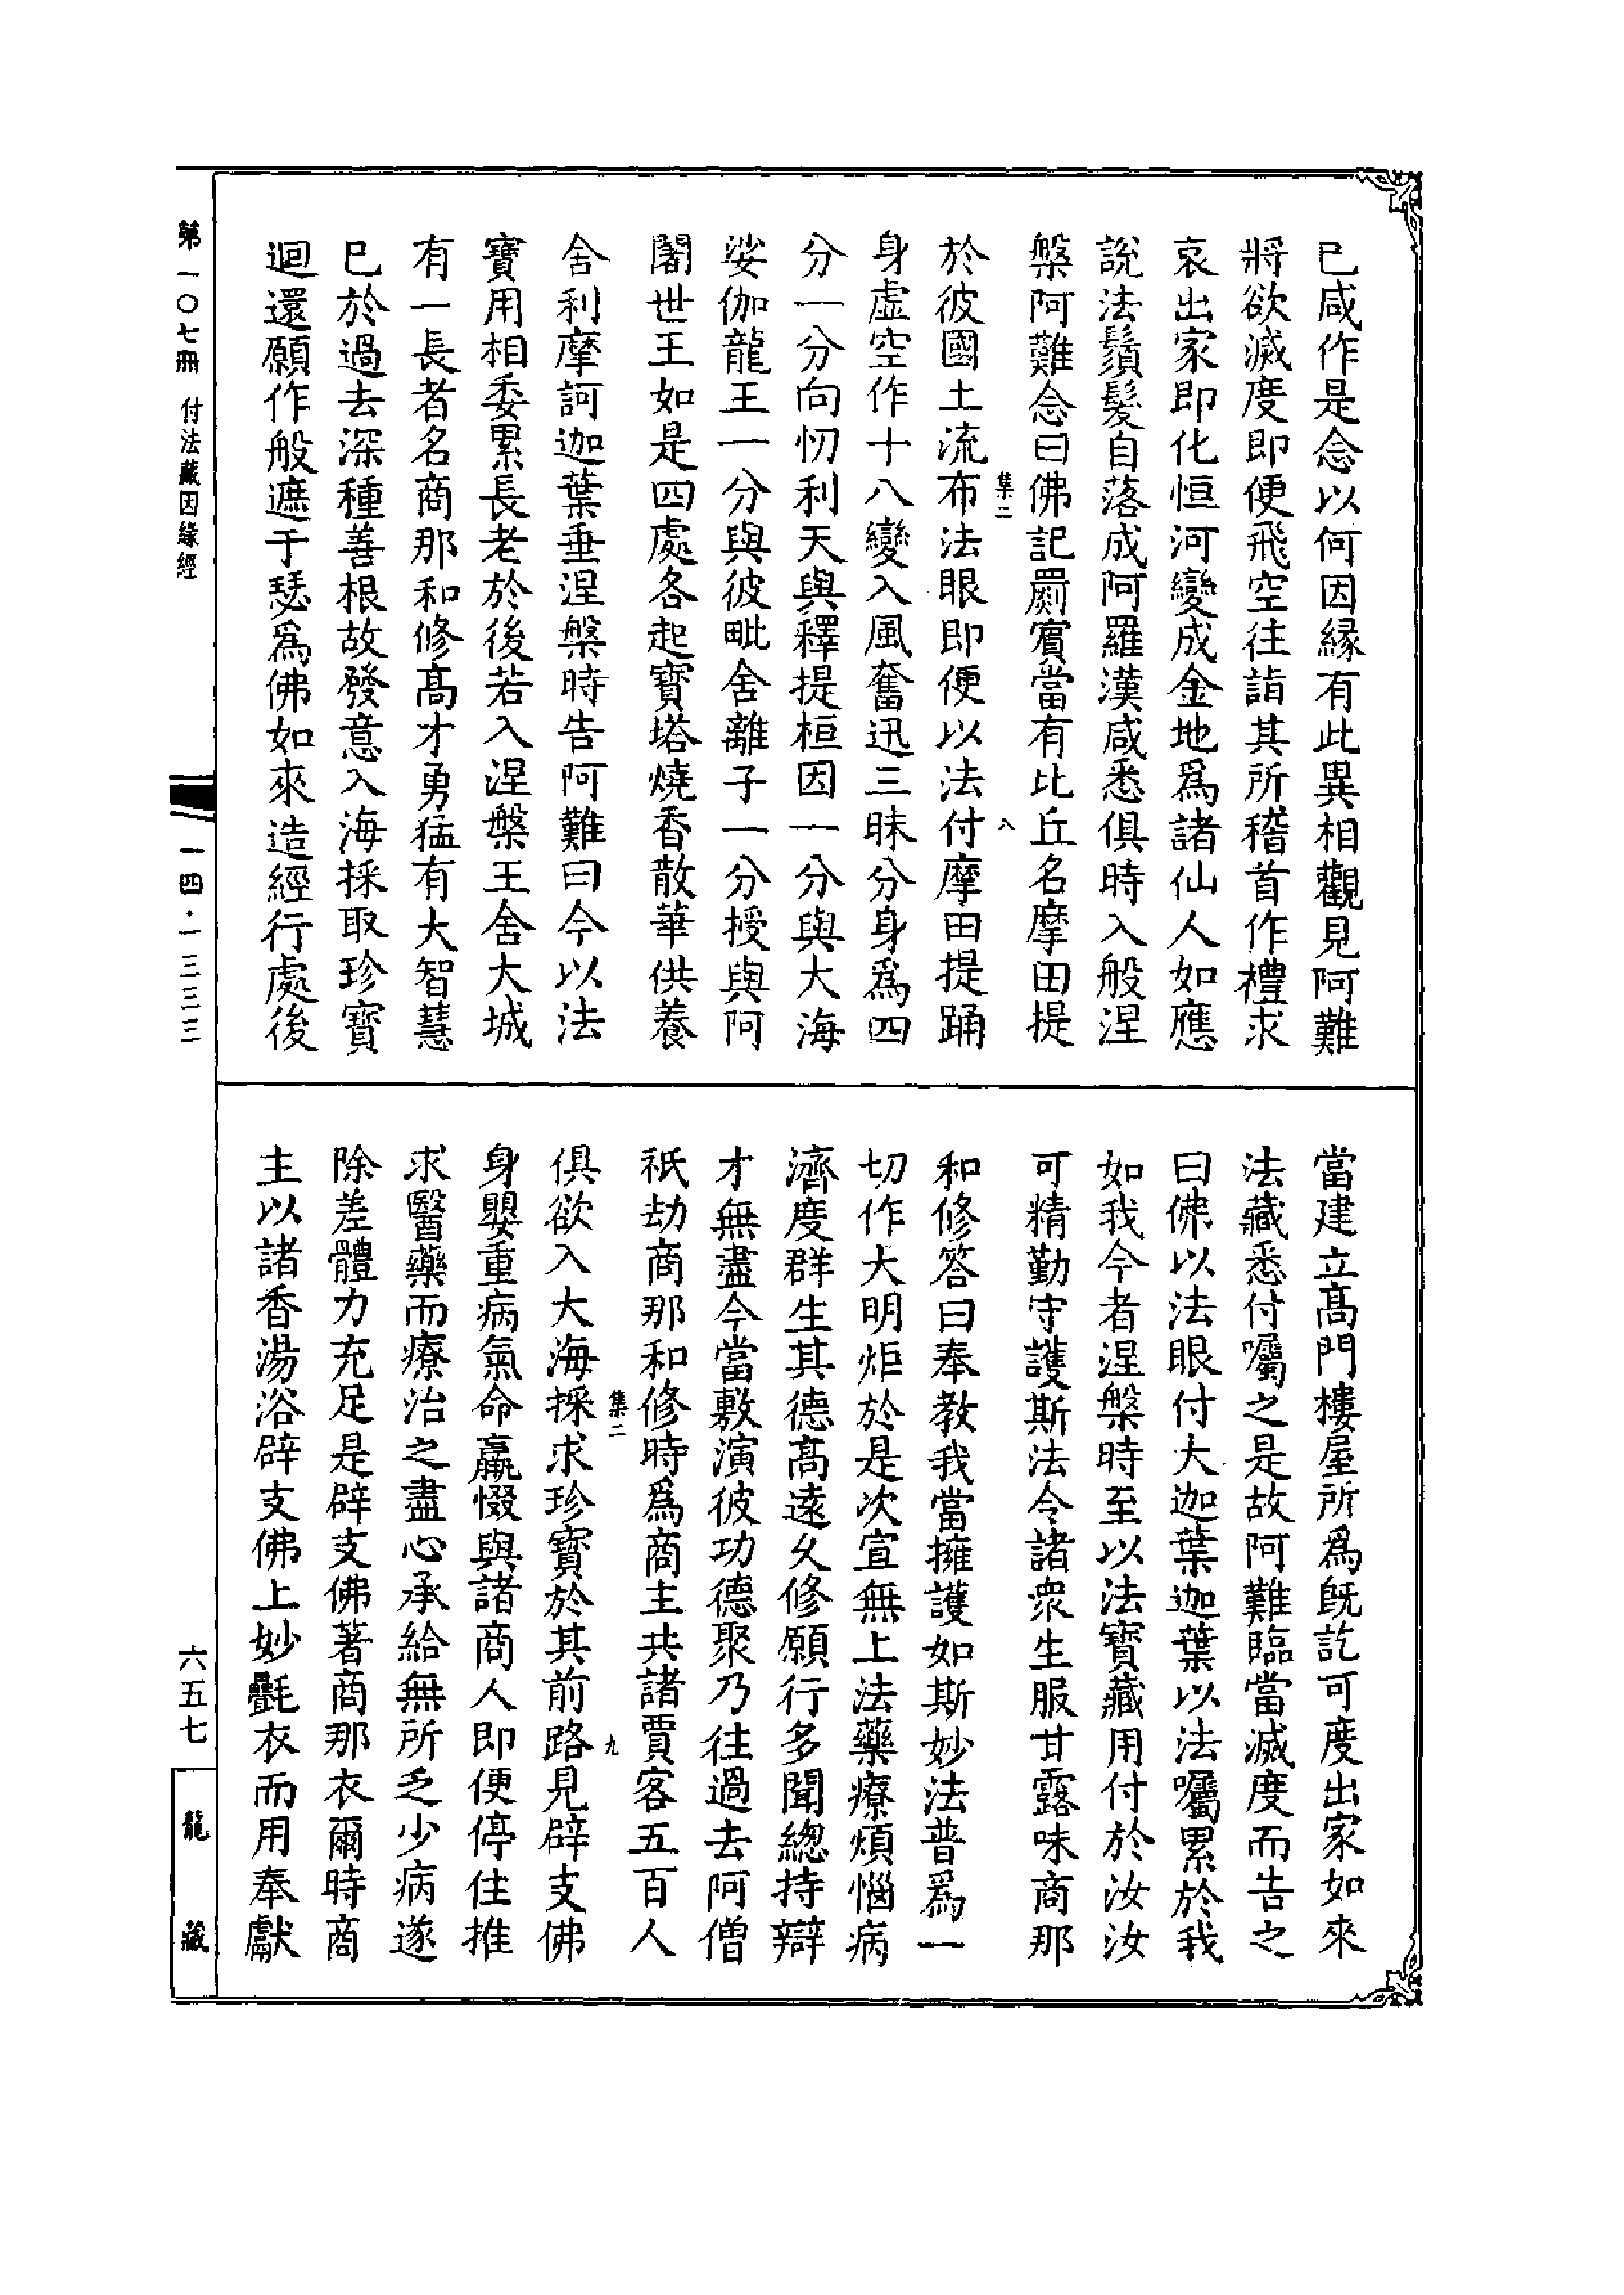 已咸作是念以何因緣有此異相觀見阿難
將欲滅度即便飛空往詣其所稽首作禮求
哀出家即化恒河變成金地爲諸仙人如應
說法鬚髮自落成阿羅漢咸悉俱時入般涅
槃阿難念曰佛記罽賓當有比丘名摩田提
集二
八
於彼國土流布法眼即便以法付摩田提踊
身虛空作十八變入風奮迅三昧分身爲四
分一分向忉利天與釋提桓因一分與大海
娑伽龍王一分與彼毗舍離子一分授與阿
闍世王如是四處各起寶塔燒香散華供養
舍利摩訶迦葉垂涅槃時告阿難曰今以法
寶用相委累長老於後若入涅槃王舍大城
有一長者名商那和修高才勇猛有大智慧
已於過去深種善根故發意入海採取珍寶
迴還願作般遮于瑟爲佛如來造經行處後
當建立高門樓屋所爲旣訖可度出家如來
法藏悉付囑之是故阿難臨當滅度而告之
曰佛以法眼付大迦葉迦葉以法囑累於我
如我今者涅槃時至以法寶藏用付於汝汝
可精勤守護斯法令諸衆生服甘露味商那
和修答曰奉教我當擁護如斯妙法普爲一
切作大明炬於是次宣無上法藥療煩惱病
濟度群生其德高遠久修願行多聞總持辯
才無盡今當敷演彼功德聚乃往過去阿僧
祇劫商那和修時爲商主共諸賈客五百人
集二
九
俱欲入大海採求珍寶於其前路見辟支佛
身嬰重病氣命羸惙與諸商人即便停住推
求醫藥而療治之盡心承給無所乏少病遂
除差體力充足是辟支佛著商那衣爾時商
主以諸香湯浴辟支佛上妙氎衣而用奉獻
第一〇七冊 付法藏因緣經
一四·一三三三
六五七
龍藏